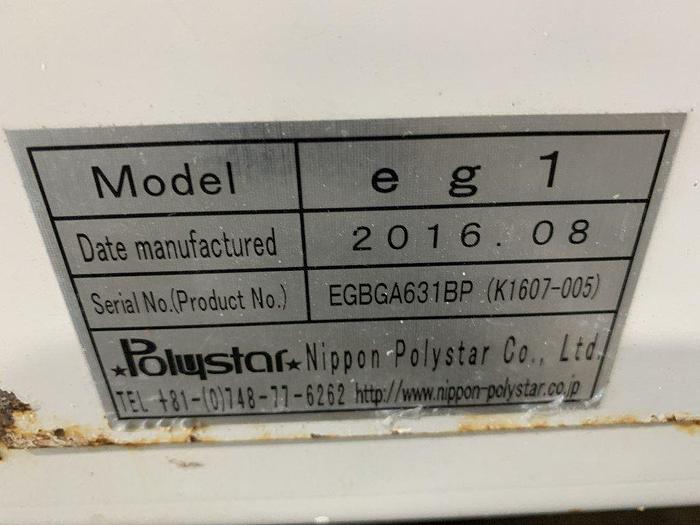 Model e g 1
Date manufactured 2016.08
Serial No.(Product No.) EGBGA631BP (K1607-005)
★Polystar★ Nippon Polystar Co., Ltd.
TEL +81-(0)748-77-6262 http://www.nippon-polystar.co.jp